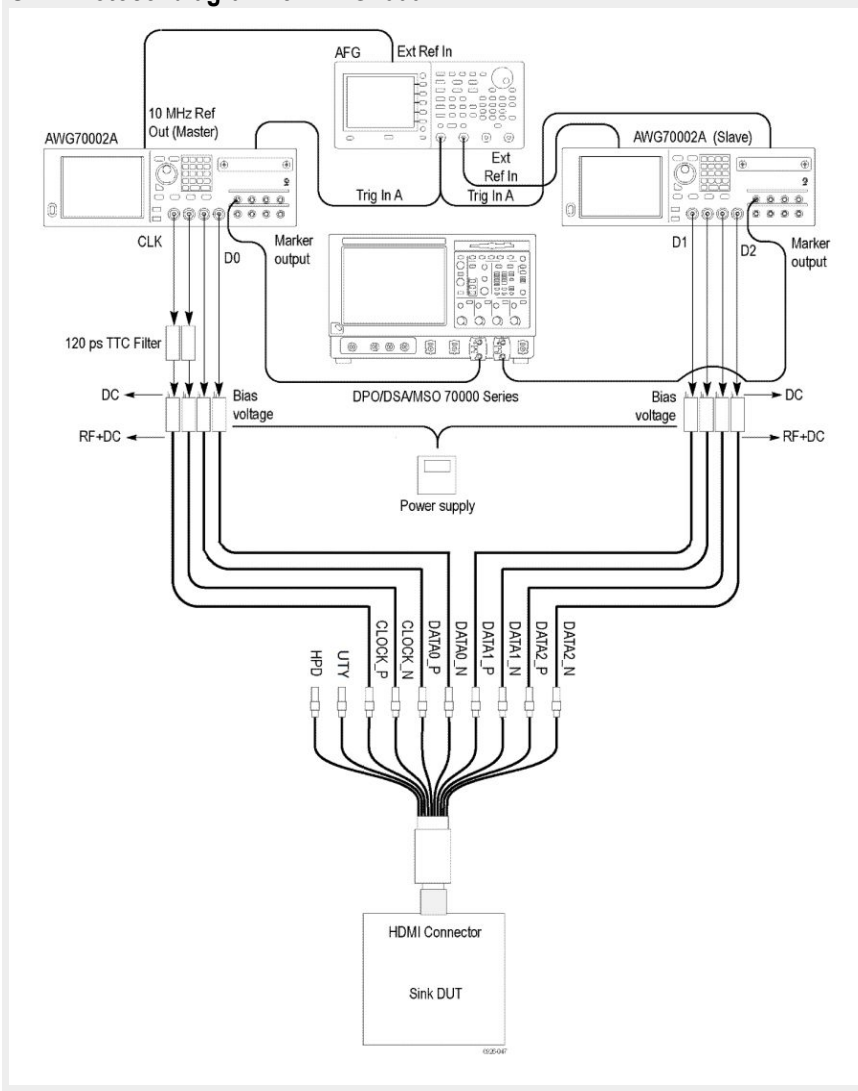 AFG
Ext Ref In
10 MHz Ref
Out (Master)
AWG70002A
AWG70002A (Slave)
Ext
Ref In
Trig In A
Trig In A
CLK
D0
Marker
output
D1
D2
Marker
output
120 ps TTC Filter
DC
Bias
voltage
DPO/DSA/MSO 70000 Series
Bias
voltage
DC
RF+DC
RF+DC
Power supply
HPD
UTY
CLOCK_P
CLOCK_N
DATA0_P
DATA0_N
DATA1_P
DATA1_N
DATA2_P
DATA2_N
HDMI Connector
Sink DUT